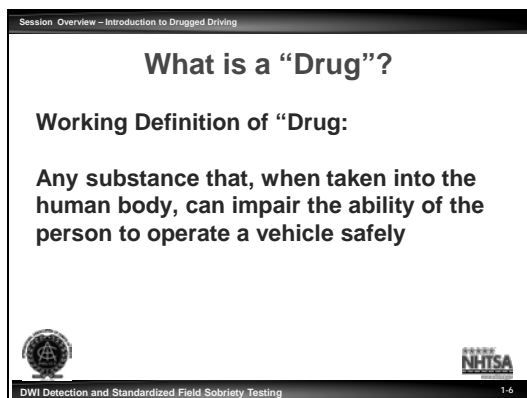 Session Overview – Introduction to Drugged Driving
What is a “Drug”?
Working Definition of “Drug:
Any substance that, when taken into the
human body, can impair the ability of the
person to operate a vehicle safely
NHTSA
DWI Detection and Standardized Field Sobriety Testing
1-6